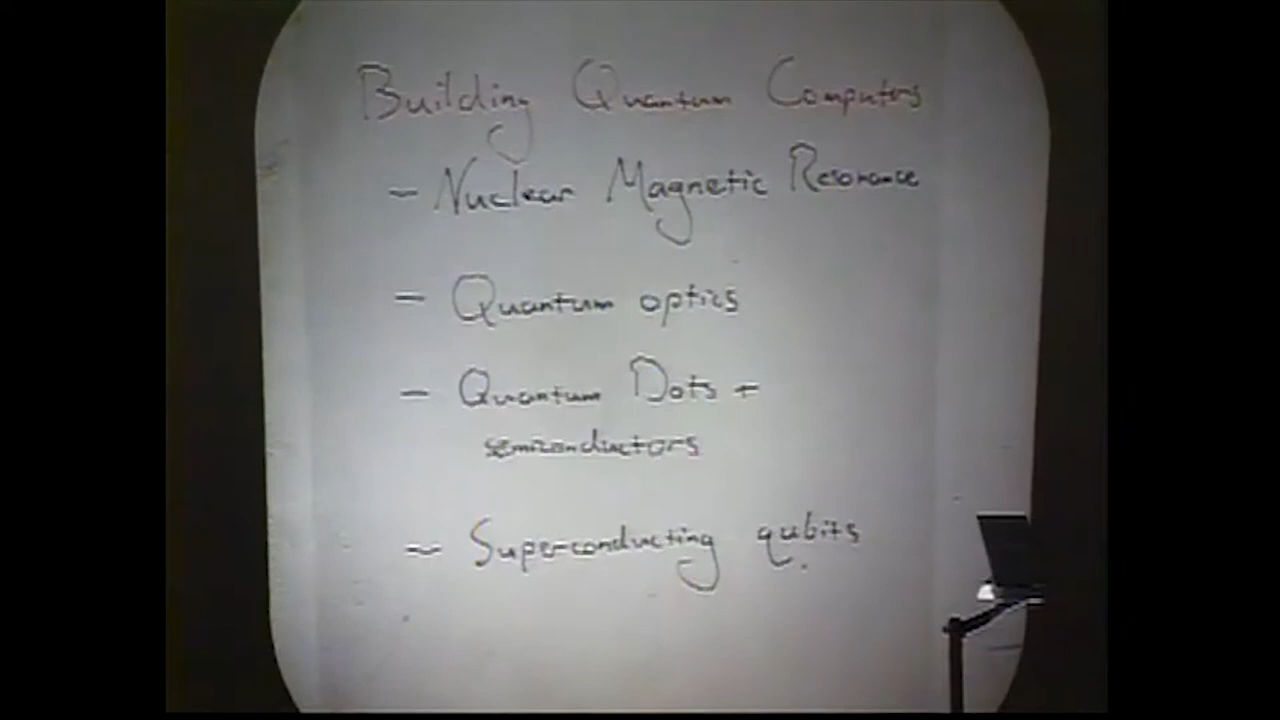 Building Quantum Computers
- Nuclear Magnetic Resonance
- Quantum optics
- Quantum Dots +
semiconductors
- Superconducting qubits